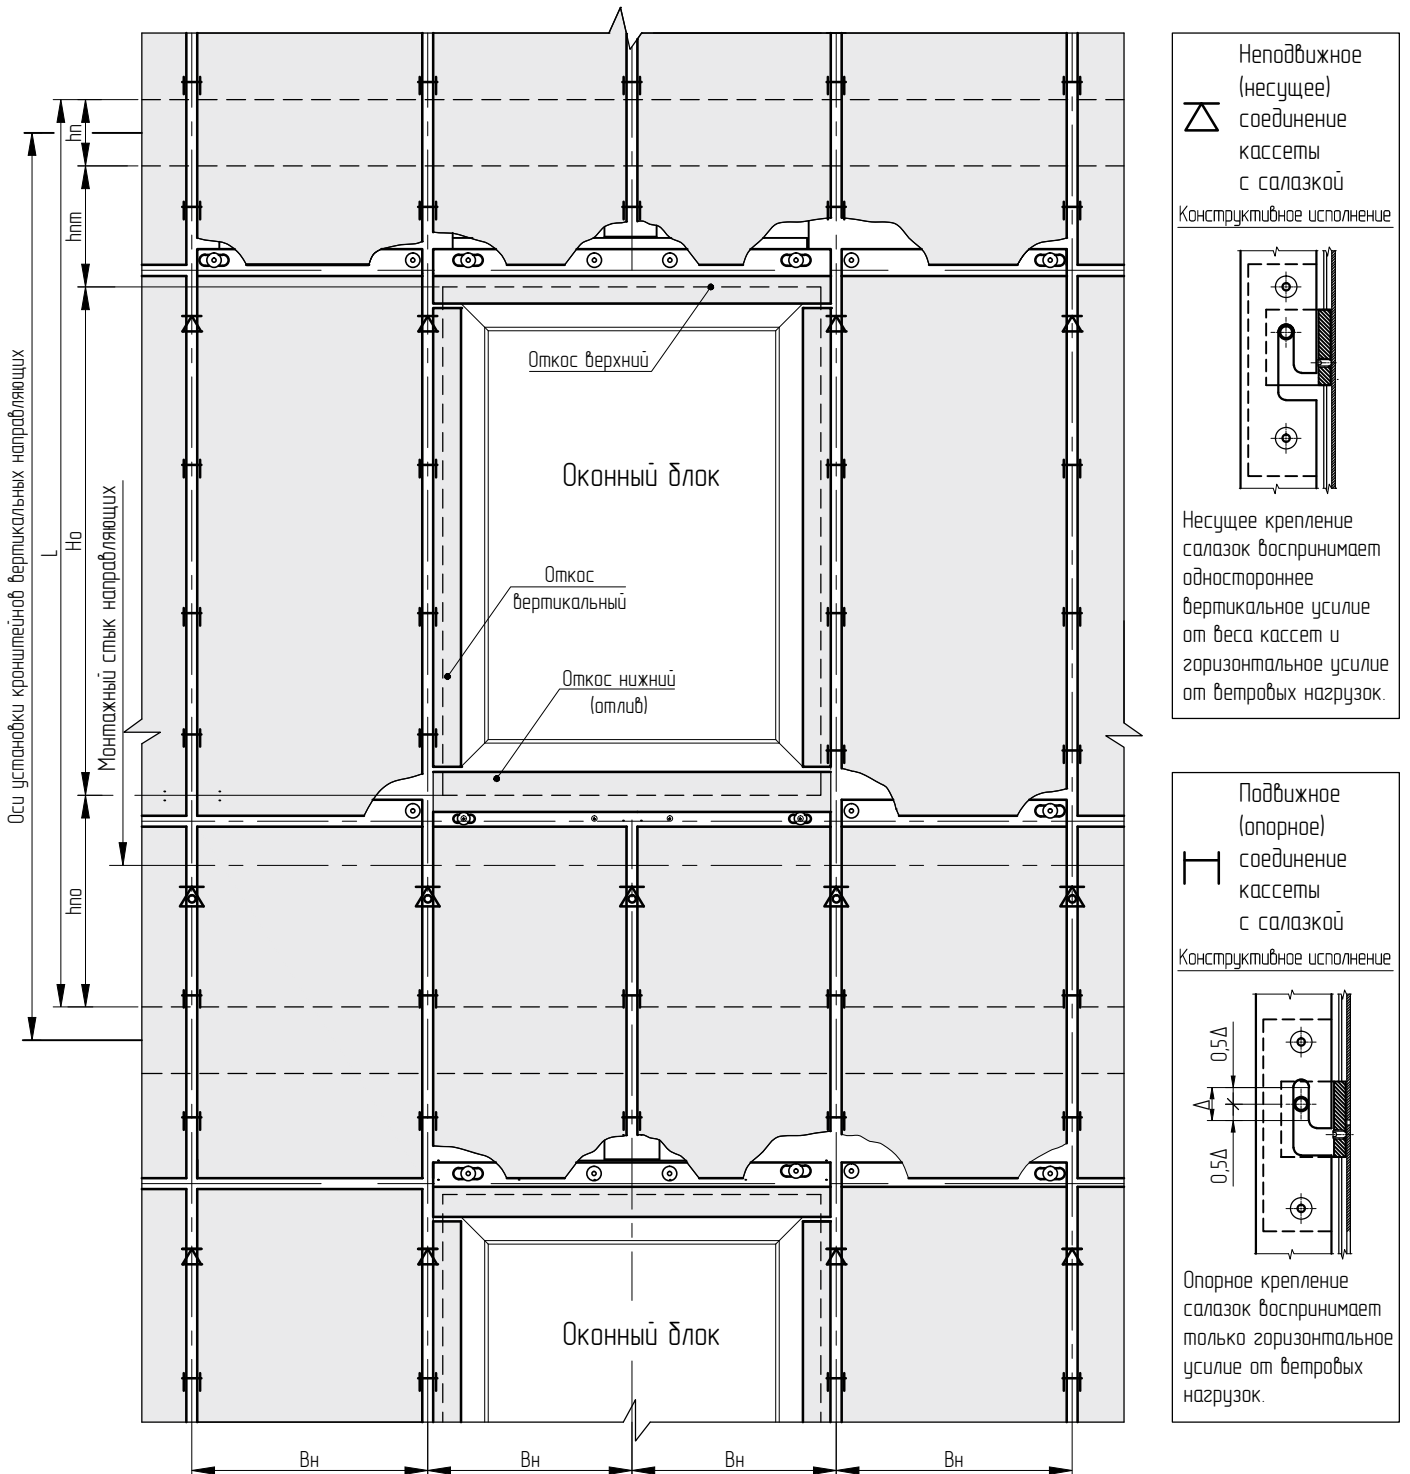 Оси установки кронштейнов вертикальных направляющих
L
hп
hпт
Но
hпо
Монтажный стык направляющих
Откос верхний
Оконный блок
Откос
вертикальный
Откос нижний
(отлив)
Оконный блок
Вн
Вн
Вн
Вн
Неподвижное
(несущее)
соединение
кассеты
с салазкой
Конструктивное исполнение
Несущее крепление
салазок воспринимает
одностороннее
вертикальное усилие
от веса кассет и
горизонтальное усилие
от ветровых нагрузок.
Подвижное
(опорное)
соединение
кассеты
с салазкой
Конструктивное исполнение
0,5Δ
Δ
0,5Δ
Опорное крепление
салазок воспринимает
только горизонтальное
усилие от ветровых
нагрузок.